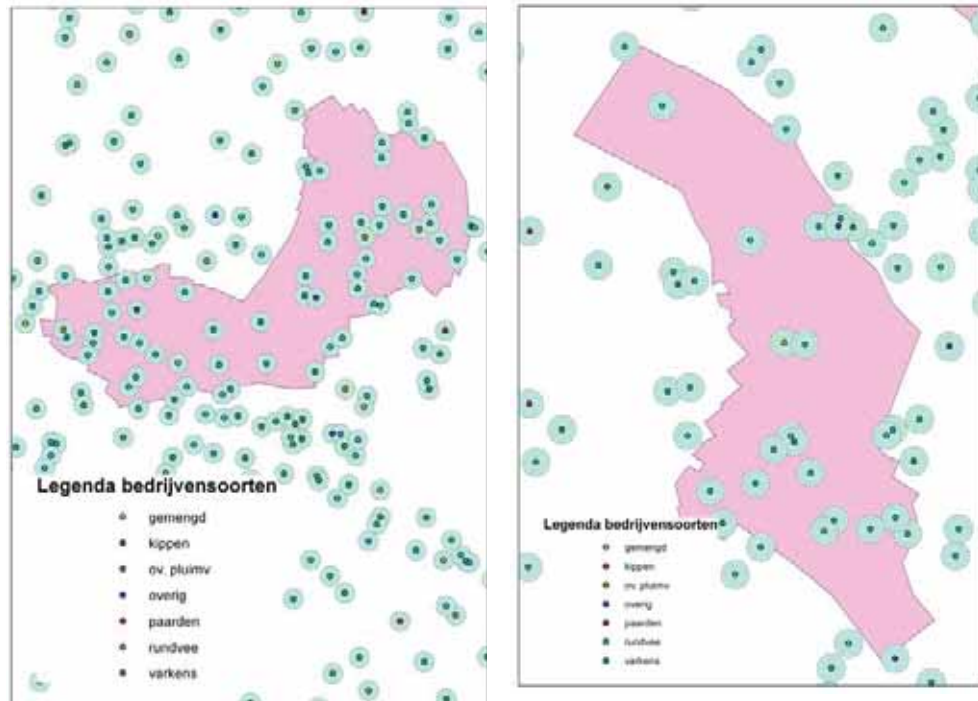 Legenda bedrijvensoorten
gemengd
kippen
ov. pluimv
overig
paarden
rundvee
varkens
Legenda bedrijvensoorten
gemengd
kippen
ov. pluimv
overig
paarden
rundvee
varkens